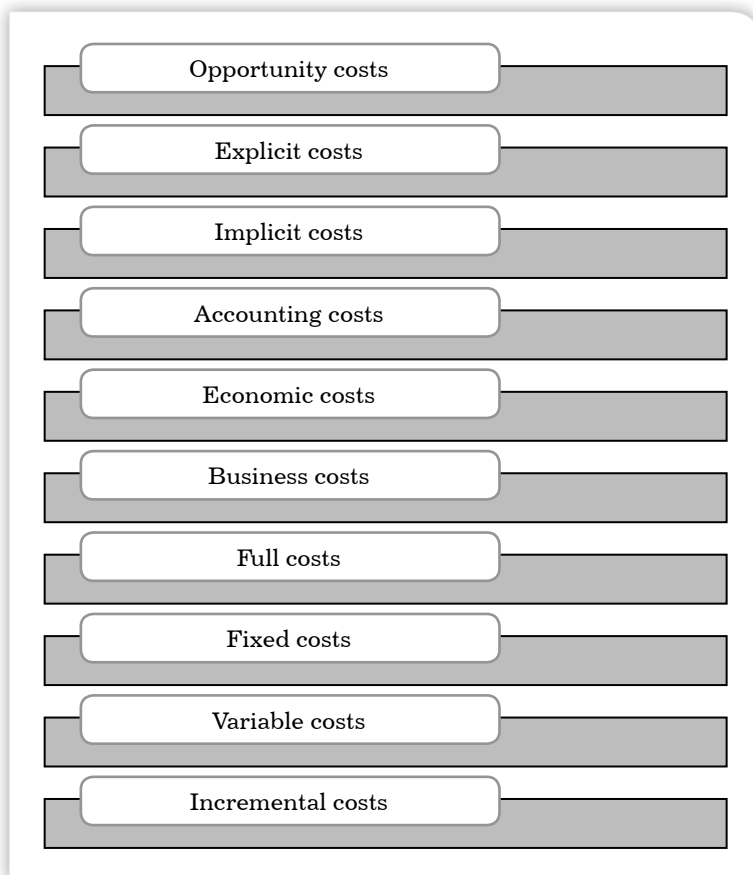 Opportunity costs
Explicit costs
Implicit costs
Accounting costs
Economic costs
Business costs
Full costs
Fixed costs
Variable costs
Incremental costs